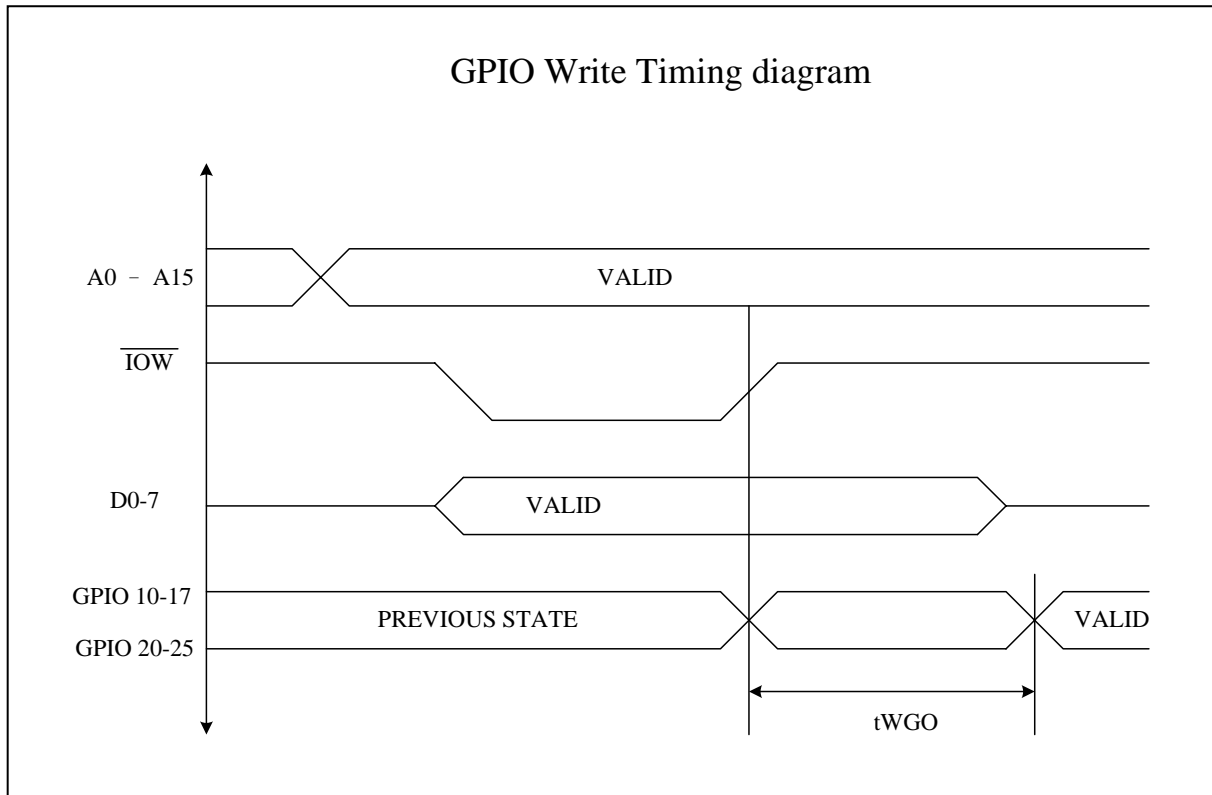 GPIO Write Timing diagram
A0 - A15
VALID
IOW
D0-7
VALID
GPIO 10-17
PREVIOUS STATE
VALID
GPIO 20-25
tWGO